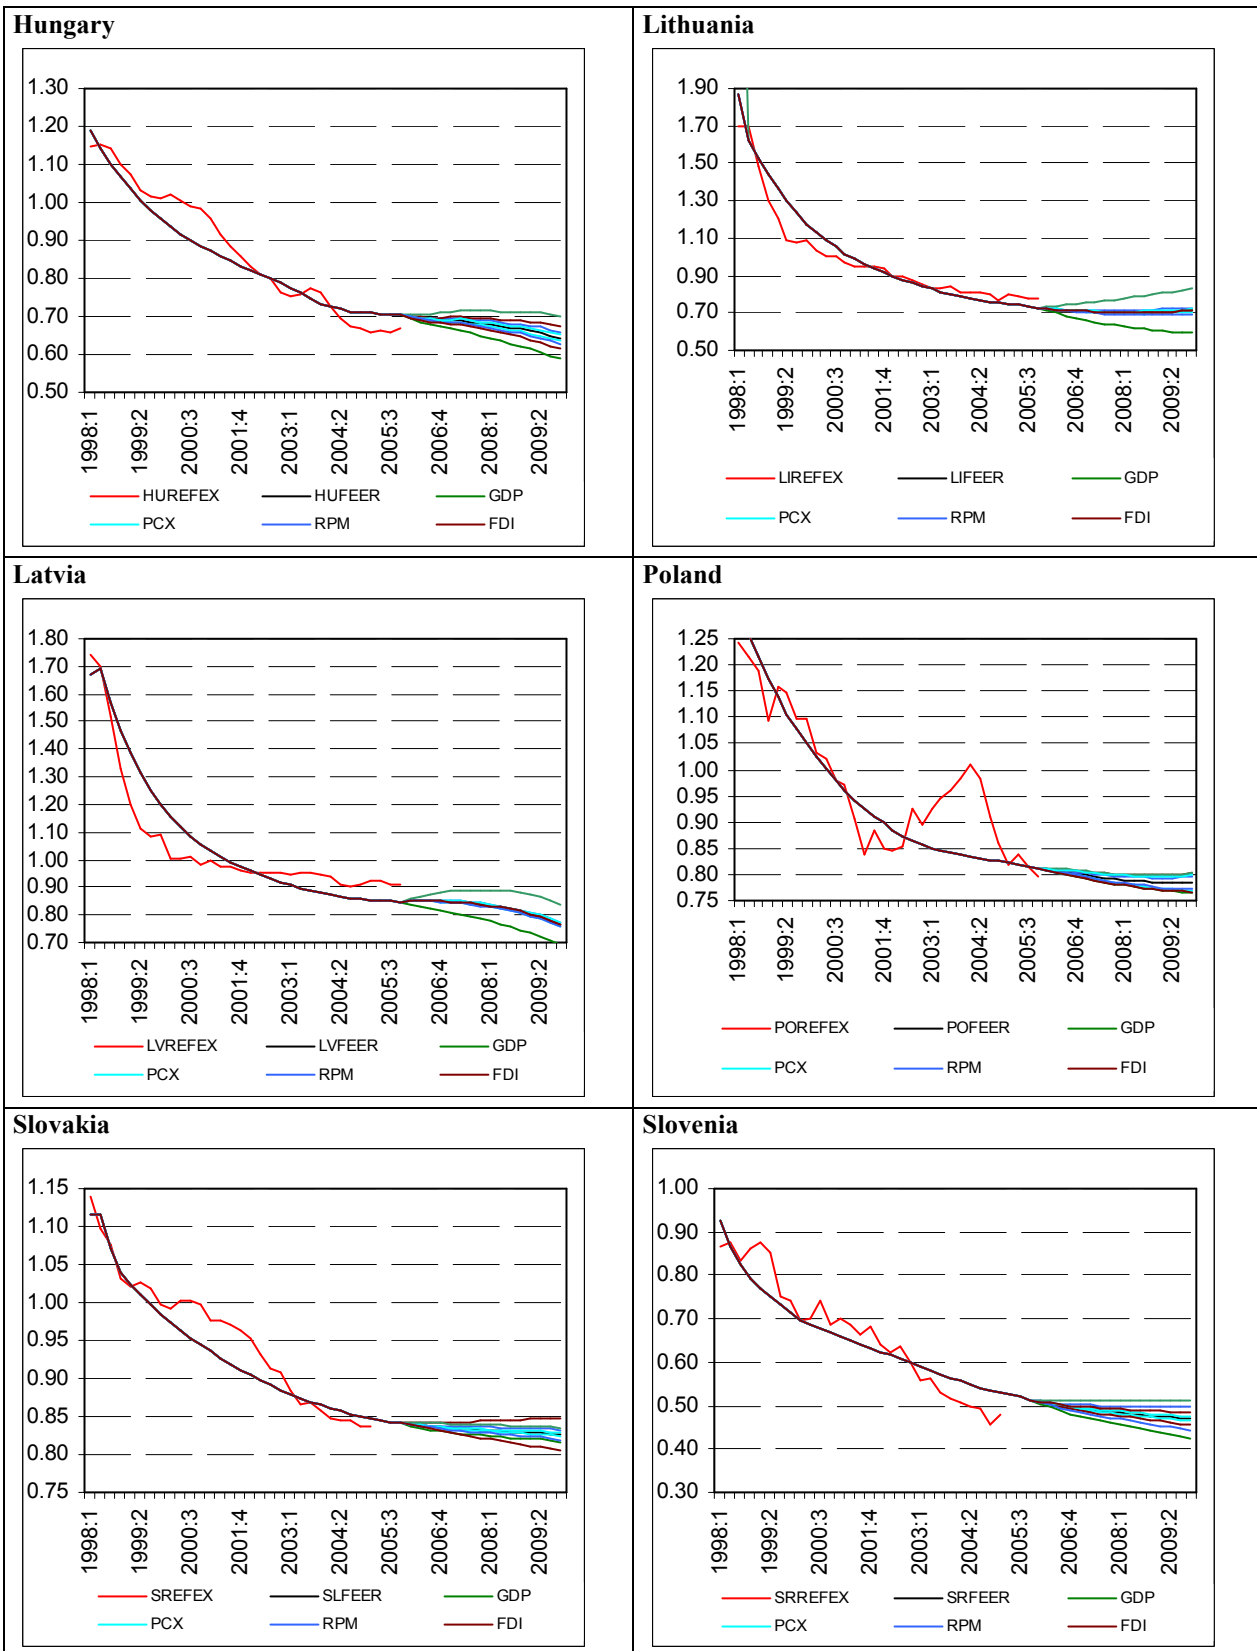 Hungary
1.30
1.20
1.10
1.00
0.90
0.80
0.70
0.60
0.50
1998:1 1999:2 2000:3 2001:4 2003:1 2004:2 2005:3 2006:4 2008:1 2009:2
HUREFEX HUFEER GDP
PCX RPM FDI
Lithuania
1.90
1.70
1.50
1.30
1.10
0.90
0.70
0.50
1998:1 1999:2 2000:3 2001:4 2003:1 2004:2 2005:3 2006:4 2008:1 2009:2
LIREFEX LIFEER GDP
PCX RPM FDI
Latvia
1.80
1.70
1.60
1.50
1.40
1.30
1.20
1.10
1.00
0.90
0.80
0.70
1998:1 1999:2 2000:3 2001:4 2003:1 2004:2 2005:3 2006:4 2008:1 2009:2
LVREFEX LVFEER GDP
PCX RPM FDI
Poland
1.25
1.20
1.15
1.10
1.05
1.00
0.95
0.90
0.85
0.80
0.75
1998:1 1999:2 2000:3 2001:4 2003:1 2004:2 2005:3 2006:4 2008:1 2009:2
POREFEX POFEER GDP
PCX RPM FDI
Slovakia
1.15
1.10
1.05
1.00
0.95
0.90
0.85
0.80
0.75
1998:1 1999:2 2000:3 2001:4 2003:1 2004:2 2005:3 2006:4 2008:1 2009:2
SREFEX SLFEER GDP
PCX RPM FDI
Slovenia
1.00
0.90
0.80
0.70
0.60
0.50
0.40
0.30
1998:1 1999:2 2000:3 2001:4 2003:1 2004:2 2005:3 2006:4 2008:1 2009:2
SRREFEX SRFEER GDP
PCX RPM FDI